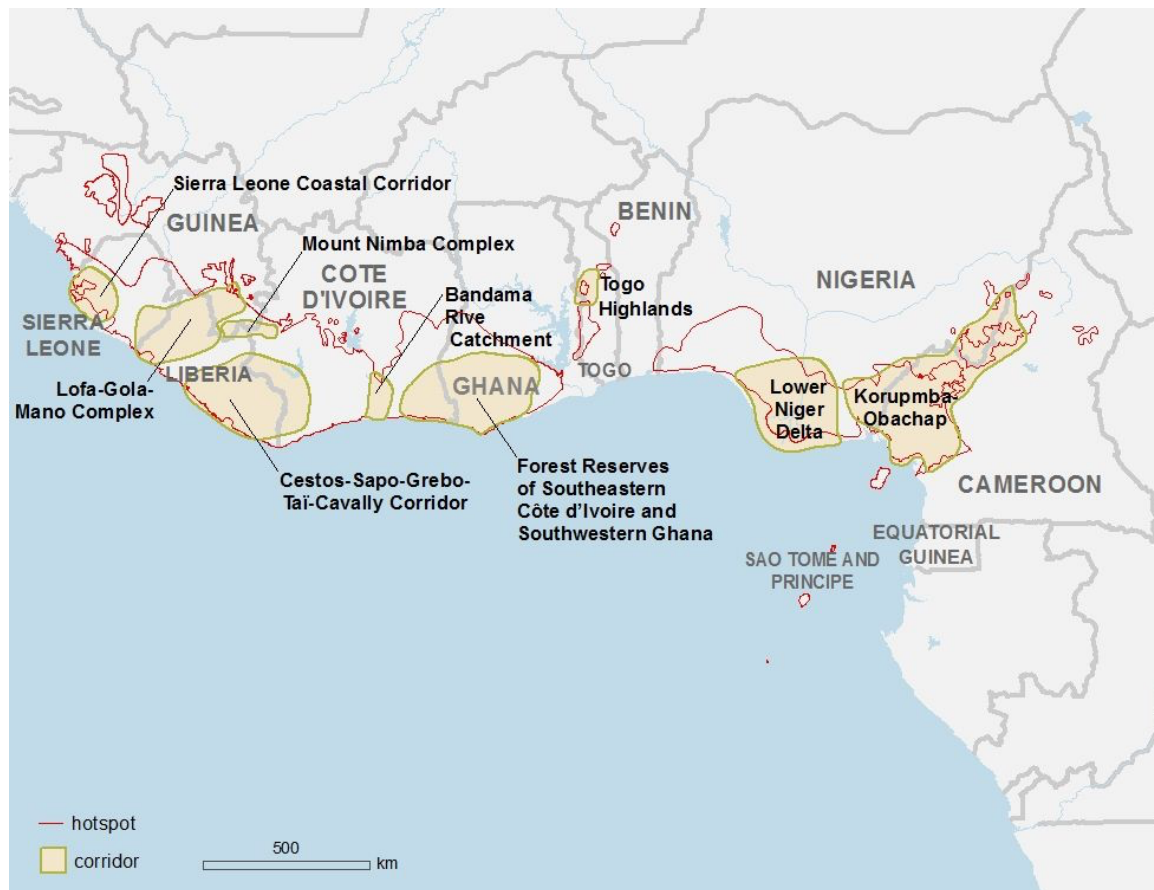 Sierra Leone Coastal Corridor
GUINEA
Mount Nimba Complex
COTE
D'IVOIRE
Bandama
Rive
Catchment
BENIN
Togo
Highlands
NIGERIA
SIERRA
LEONE
LIBERIA
Lofa-Gola-
Mano Complex
GHANA
TOGO
Lower
Niger
Delta
Korupmba-
Obachap
Cestos-Sapo-Grebo-
Taï-Cavally Corridor
Forest Reserves
of Southeastern
Côte d'Ivoire and
Southwestern Ghana
CAMEROON
EQUATORIAL
GUINEA
SAO TOME AND
PRINCIPE
hotspot
corridor
500
km